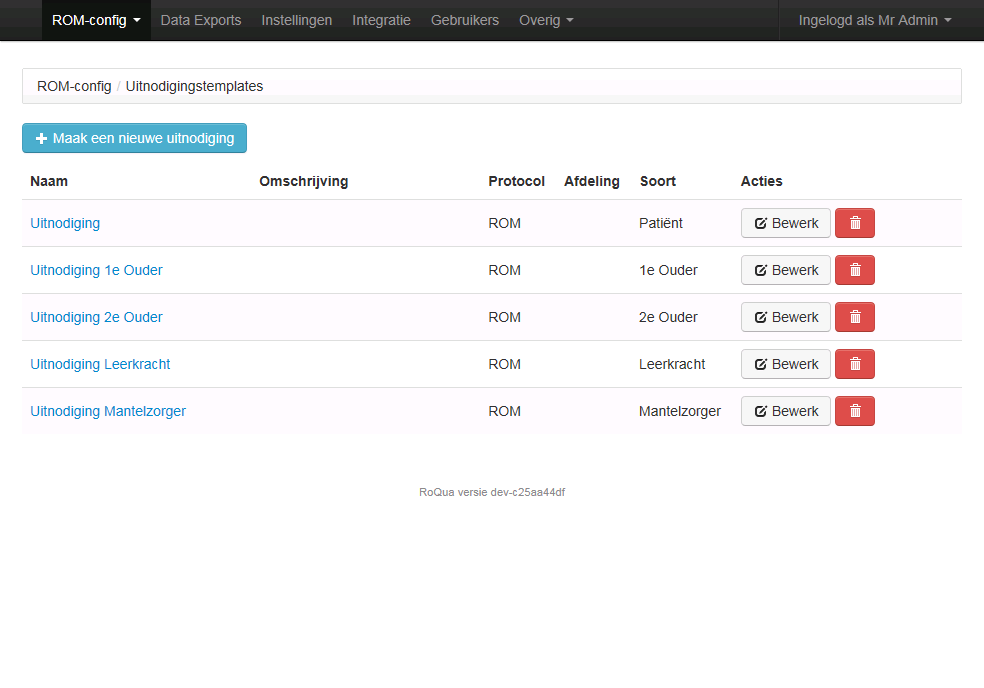 ROM-config Data Exports Instellingen Integratie Gebruikers Overig Ingelogd als Mr Admin
ROM-config / Uitnodigingstemplates
Maak een nieuwe uitnodiging
Naam Omschrijving Protocol Afdeling Soort Acties
Uitnodiging ROM Patiënt Bewerk
Uitnodiging 1e Ouder ROM 1e Ouder Bewerk
Uitnodiging 2e Ouder ROM 2e Ouder Bewerk
Uitnodiging Leerkracht ROM Leerkracht Bewerk
Uitnodiging Mantelzorger ROM Mantelzorger Bewerk
RoQua versie dev-c25aa44df